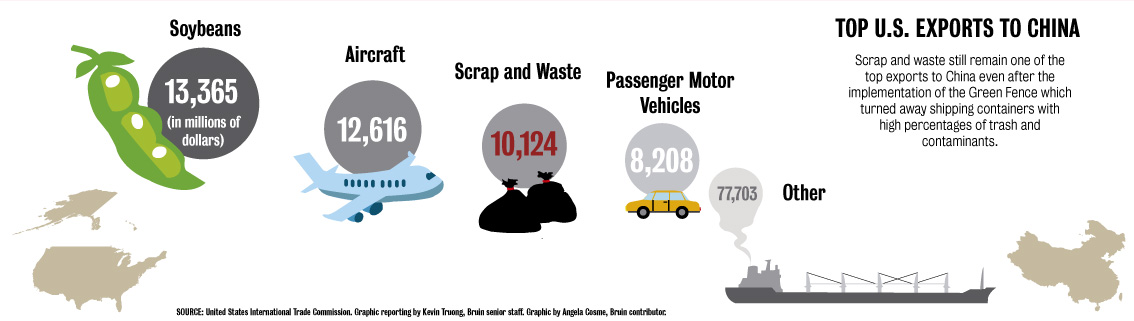 Soybeans
13,365
(in millions of
dollars)
Aircraft
12,616
Scrap and Waste
10,124
Passenger Motor
Vehicles
8,208
77,703
Other
TOP U.S. EXPORTS TO CHINA
Scrap and waste still remain one of the
top exports to China even after the
implementation of the Green Fence which
turned away shipping containers with
high percentages of trash and
contaminants.
SOURCE: United States International Trade Commission. Graphic reporting by Kevin Truong, Bruin senior staff. Graphic by Angela Cosme, Bruin contributor.